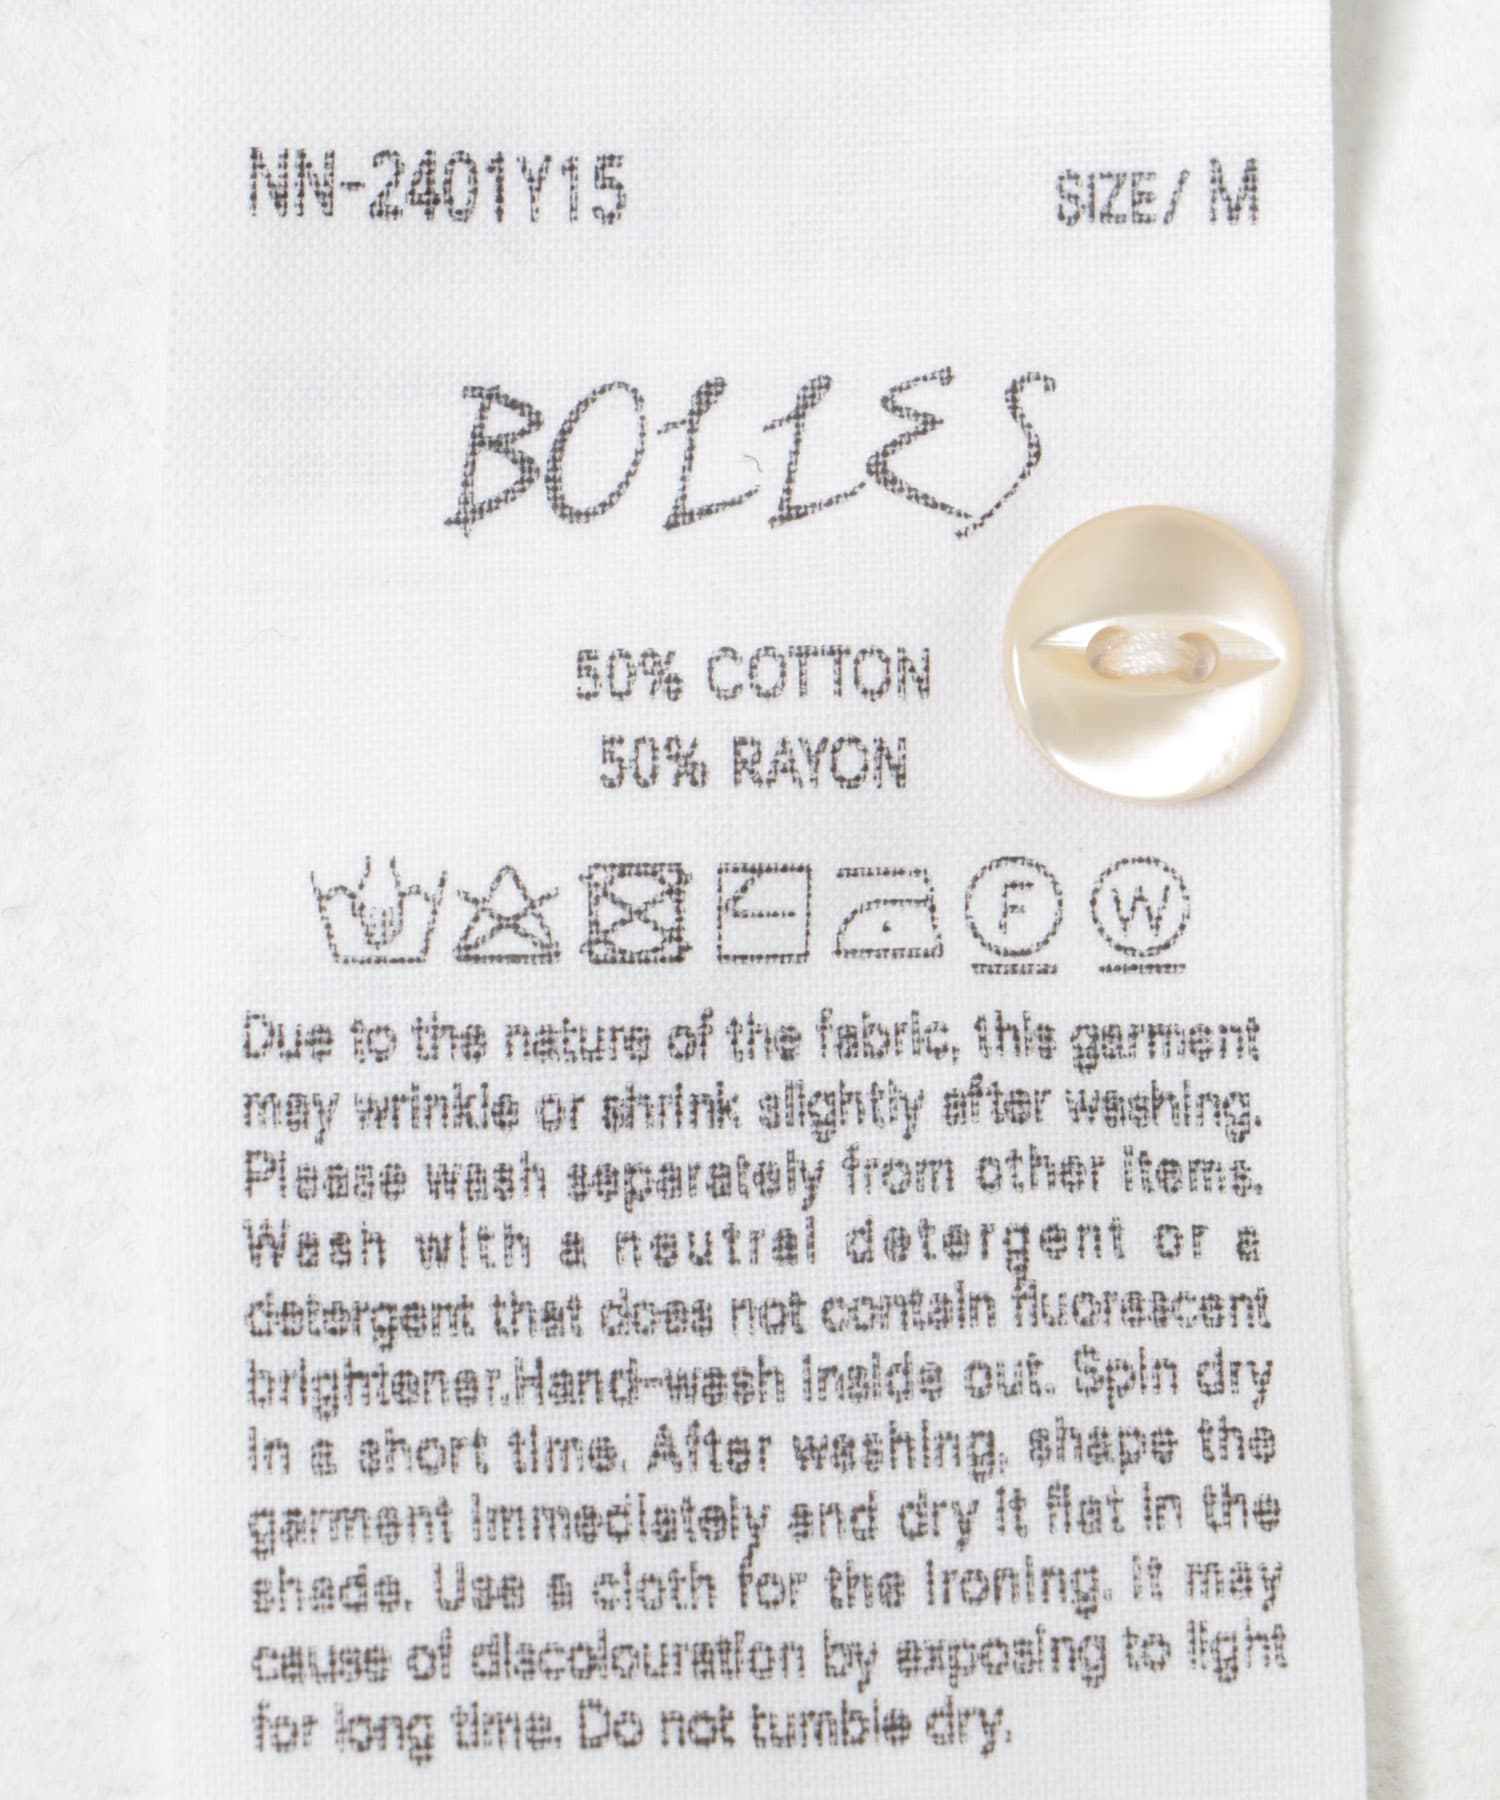 NN-2401Y15 SIZE/ M
BOLLES
50% COTTON
50% RAYON
F W
Due to the nature of the fabric, this garment
may wrinkle or shrink slightly after washing.
Please wash separately from other items.
Wash with a neutral detergent or a
detergent that does not contain fluorescent
brightener.Hand-wash inside out. Spin dry
in a short time. After washing, shape the
garment immediately and dry it flat in the
shade. Use a cloth for the ironing. It may
cause of discolouration by exposing to light
for long time. Do not tumble dry.